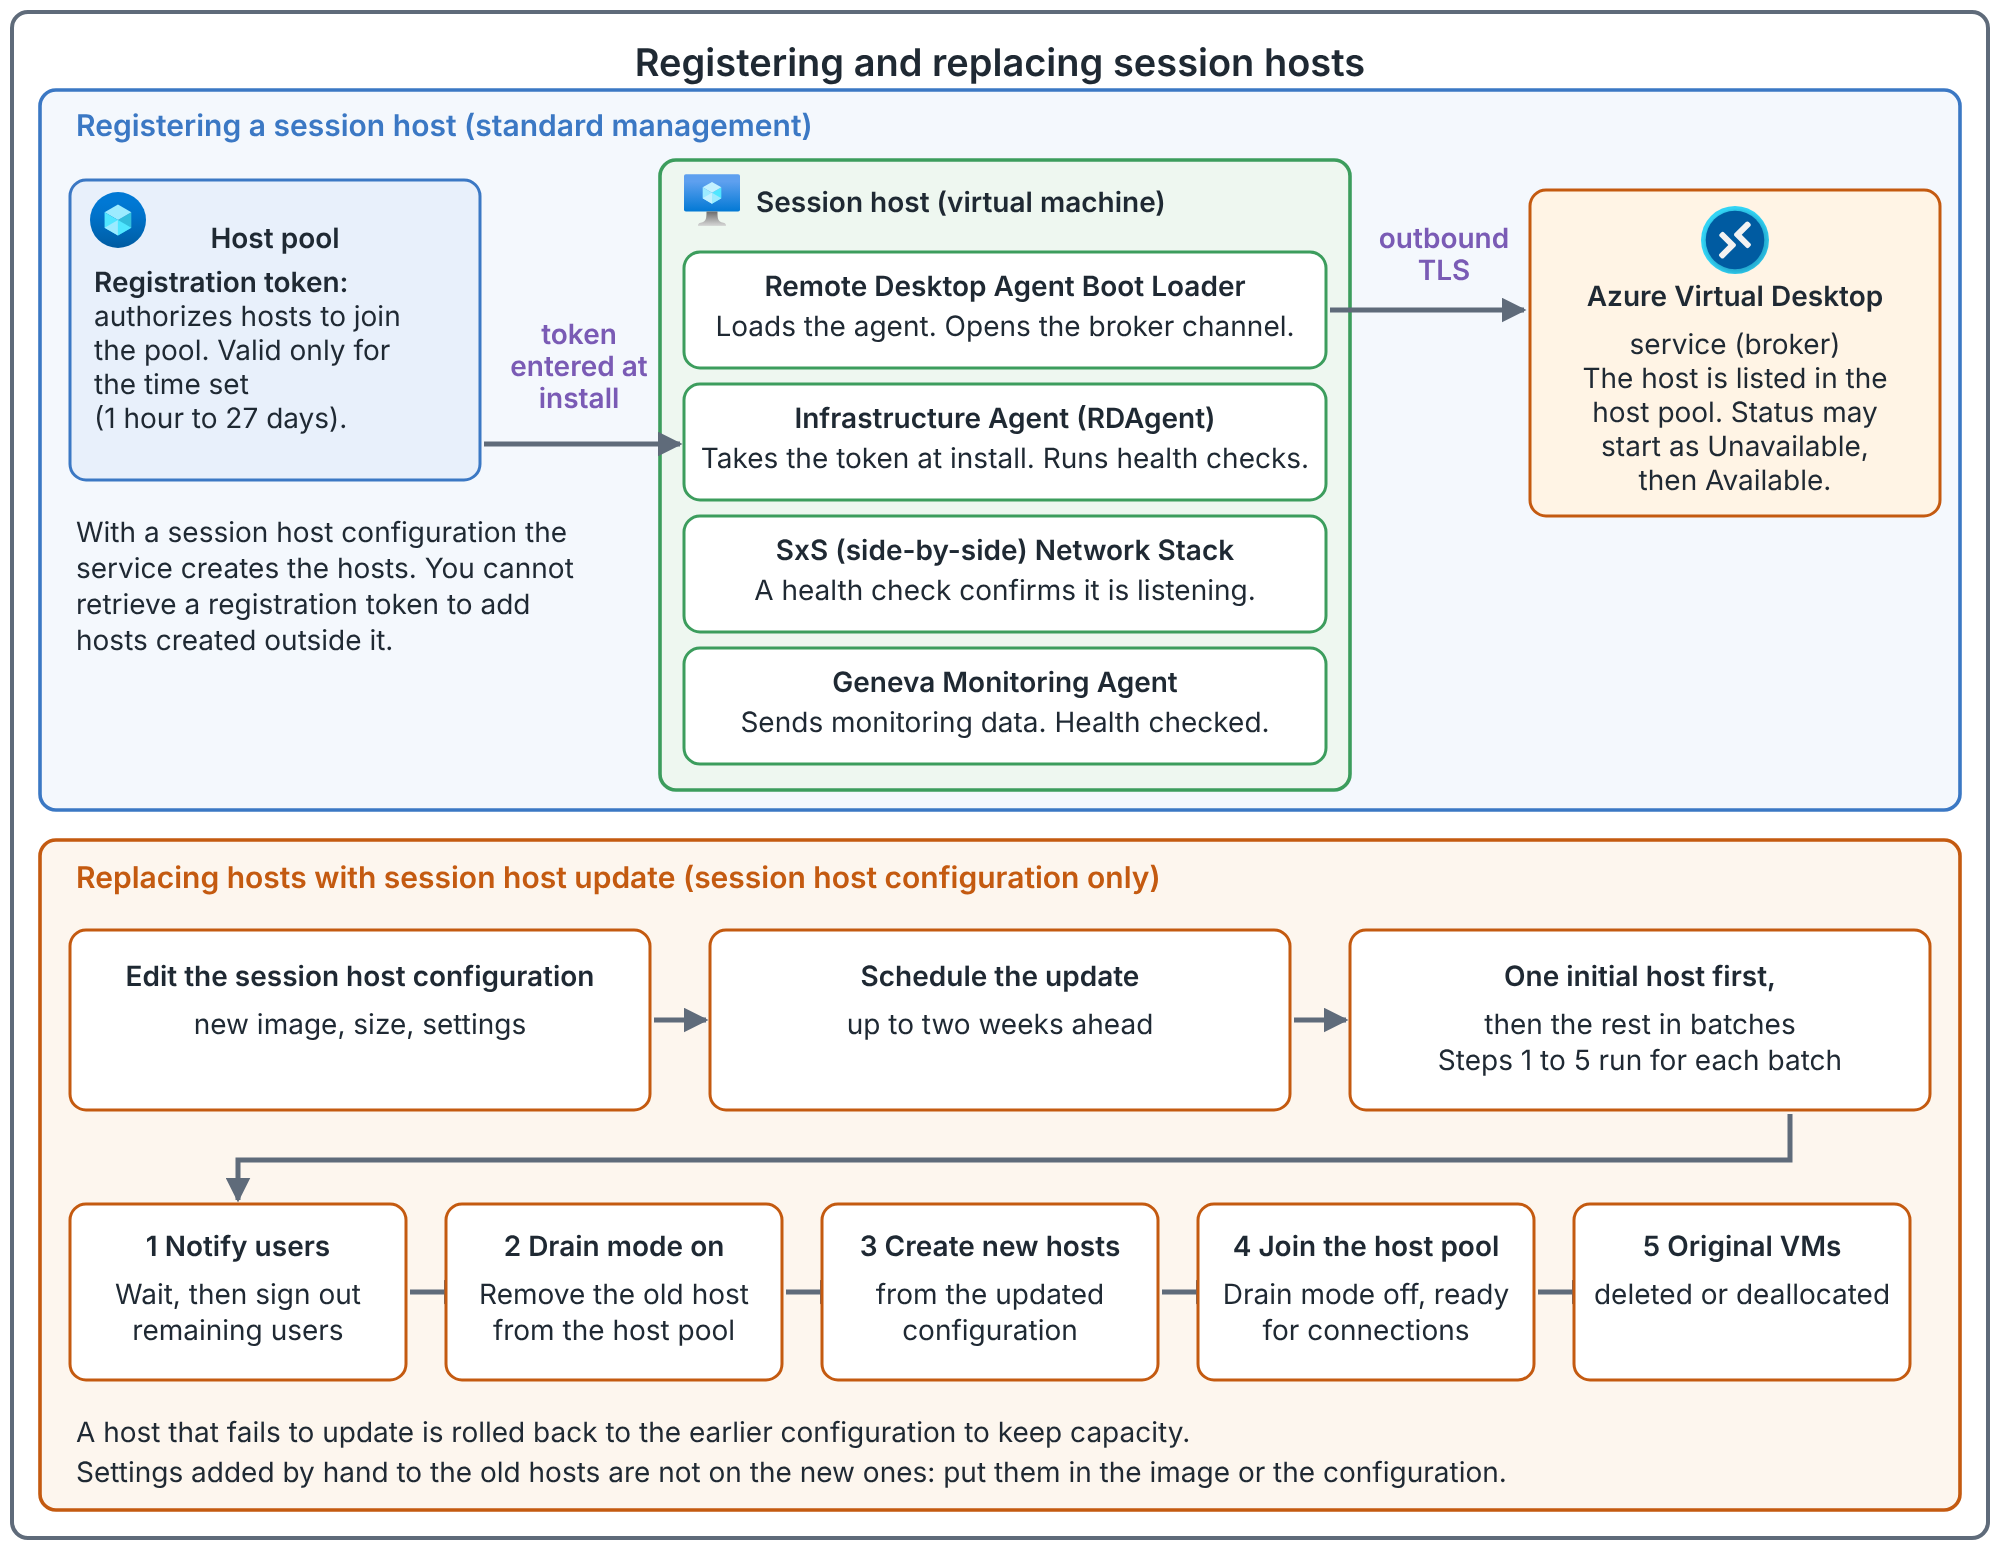 Registering and replacing session hosts
Registering a session host (standard management)
Host pool
Registration token:
authorizes hosts to join
the pool. Valid only for
the time set
(1 hour to 27 days).
token
entered at
install
With a session host configuration the
service creates the hosts. You cannot
retrieve a registration token to add
hosts created outside it.
Session host (virtual machine)
Remote Desktop Agent Boot Loader
Loads the agent. Opens the broker channel.
Infrastructure Agent (RDAgent)
Takes the token at install. Runs health checks.
SxS (side-by-side) Network Stack
A health check confirms it is listening.
Geneva Monitoring Agent
Sends monitoring data. Health checked.
outbound
TLS
Azure Virtual Desktop
service (broker)
The host is listed in the
host pool. Status may
start as Unavailable,
then Available.
Replacing hosts with session host update (session host configuration only)
Edit the session host configuration
new image, size, settings
Schedule the update
up to two weeks ahead
One initial host first,
then the rest in batches
Steps 1 to 5 run for each batch
1 Notify users
Wait, then sign out
remaining users
2 Drain mode on
Remove the old host
from the host pool
3 Create new hosts
from the updated
configuration
4 Join the host pool
Drain mode off, ready
for connections
5 Original VMs
deleted or deallocated
A host that fails to update is rolled back to the earlier configuration to keep capacity.
Settings added by hand to the old hosts are not on the new ones: put them in the image or the configuration.